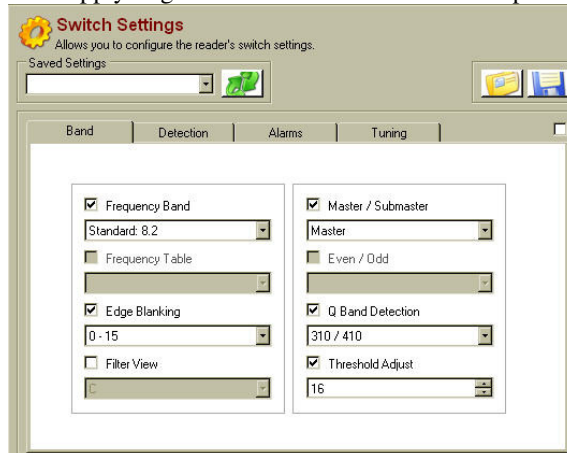 Switch Settings
Allows you to configure the reader's switch settings.
Saved Settings
Band Detection Alarms Tuning
Frequency Band
Standard: 8.2
Frequency Table
Edge Blanking
0 - 15
Filter View
C
Master / Submaster
Master
Even / Odd
Q Band Detection
310 / 410
Threshold Adjust
16